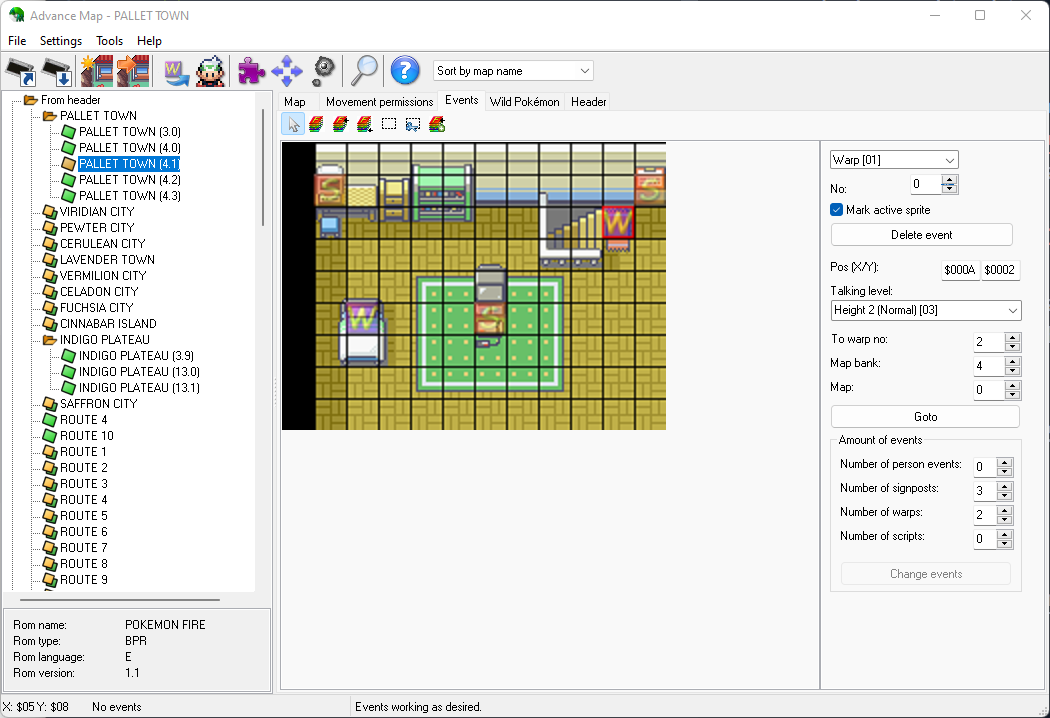 Advance Map - PALLET TOWN
File Settings Tools Help
Sort by map name
From header
PALLET TOWN
PALLET TOWN (3.0)
PALLET TOWN (4.0)
PALLET TOWN (4.1)
PALLET TOWN (4.2)
PALLET TOWN (4.3)
VIRIDIAN CITY
PEWTER CITY
CERULEAN CITY
LAVENDER TOWN
VERMILION CITY
CELADON CITY
FUCHSIA CITY
CINNABAR ISLAND
INDIGO PLATEAU
INDIGO PLATEAU (3.9)
INDIGO PLATEAU (13.0)
INDIGO PLATEAU (13.1)
SAFFRON CITY
ROUTE 4
ROUTE 10
ROUTE 1
ROUTE 2
ROUTE 3
ROUTE 4
ROUTE 5
ROUTE 6
ROUTE 7
ROUTE 8
ROUTE 9
Rom name: POKEMON FIRE
Rom type: BPR
Rom language: E
Rom version: 1.1
Map Movement permissions Events Wild Pokémon Header
S S
W
W
S
Warp [01]
No: 0
Mark active sprite
Delete event
Pos (X/Y): $000A $0002
Talking level:
Height 2 (Normal) [03]
To warp no: 2
Map bank: 4
Map: 0
Goto
Amount of events
Number of person events: 0
Number of signposts: 3
Number of warps: 2
Number of scripts: 0
Change events
X: $05 Y: $08 No events Events working as desired.